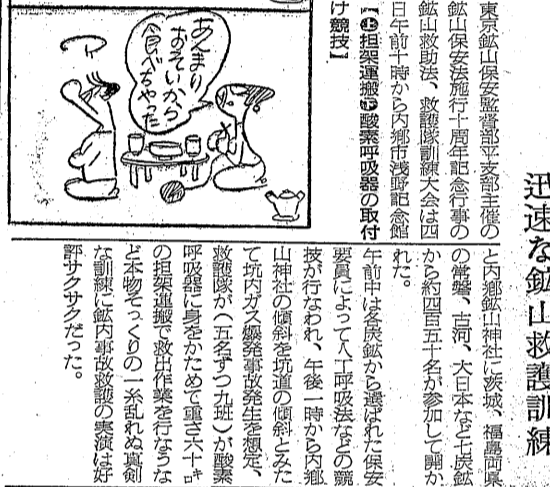 迅速な鉱山救護訓練
東京鉱山保安監督部平支部主催の
鉱山保安法施行十周年記念行事の
鉱山救助法、救護隊訓練大会は四
日午前十時から内郷市浅野記念館
【㊤担架運搬㊦酸素呼吸器の取付
け競技】
と内郷鉱山神社に茨城、福島両県
の常磐、古河、大日本など七炭鉱
から約四百五十名が参加して開か
れた。
午前中は各炭鉱から選ばれた保安
要員によって人工呼吸法などの競
技が行なわれ、午後一時から内郷
山神社の傾斜を坑道の傾斜とみた
て坑内ガス爆発事故発生を想定、
救護隊が(五名ずつ九班)が酸素
呼吸器に身をかためて重さ六十㌔
の担架運搬で救出作業を行なうな
ど本物そっくりの一糸乱れぬ真剣
な訓練に鉱内事故救護の実演は好
評サクサクだった。
あんまり
おそいから
食べちゃった